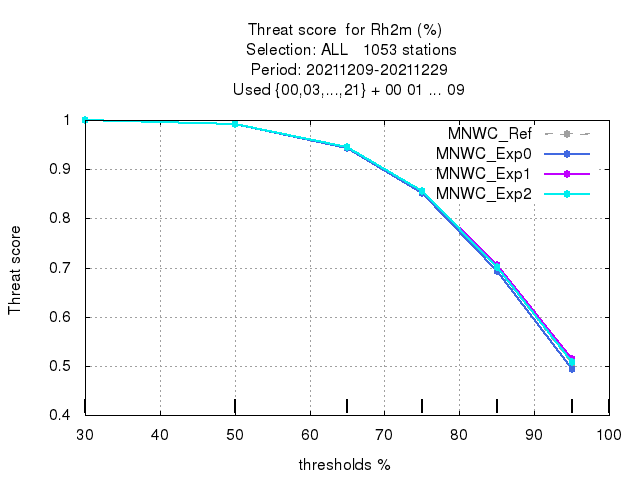 Threat score  for Rh2m (%)
Selection: ALL   1053 stations
Period: 20211209-20211229
Used {00,03,...,21} + 00 01 ... 09
MNWC_Ref
MNWC_Exp0
MNWC_Exp1
MNWC_Exp2
1
0.9
0.8
0.7
0.6
0.5
0.4
Threat score
30 40 50 60 70 80 90 100
thresholds %